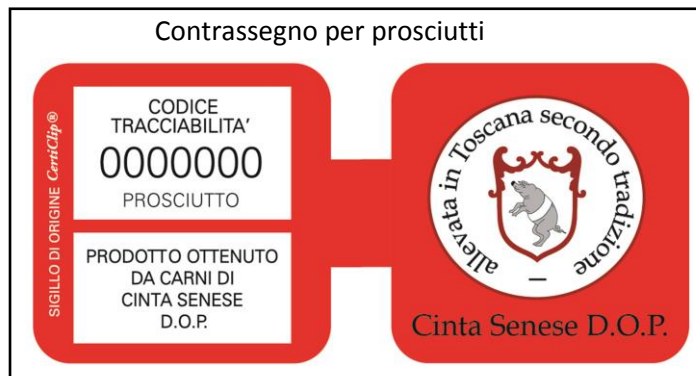 Contrassegno per prosciutti
SIGILLO DI ORIGINE CertiClip®
CODICE
TRACCIABILITA'
0000000
PROSCIUTTO
PRODOTTO OTTENUTO
DA CARNI DI
CINTA SENESE
D.O.P.
allevata in Toscana secondo tradizione –
Cinta Senese D.O.P.